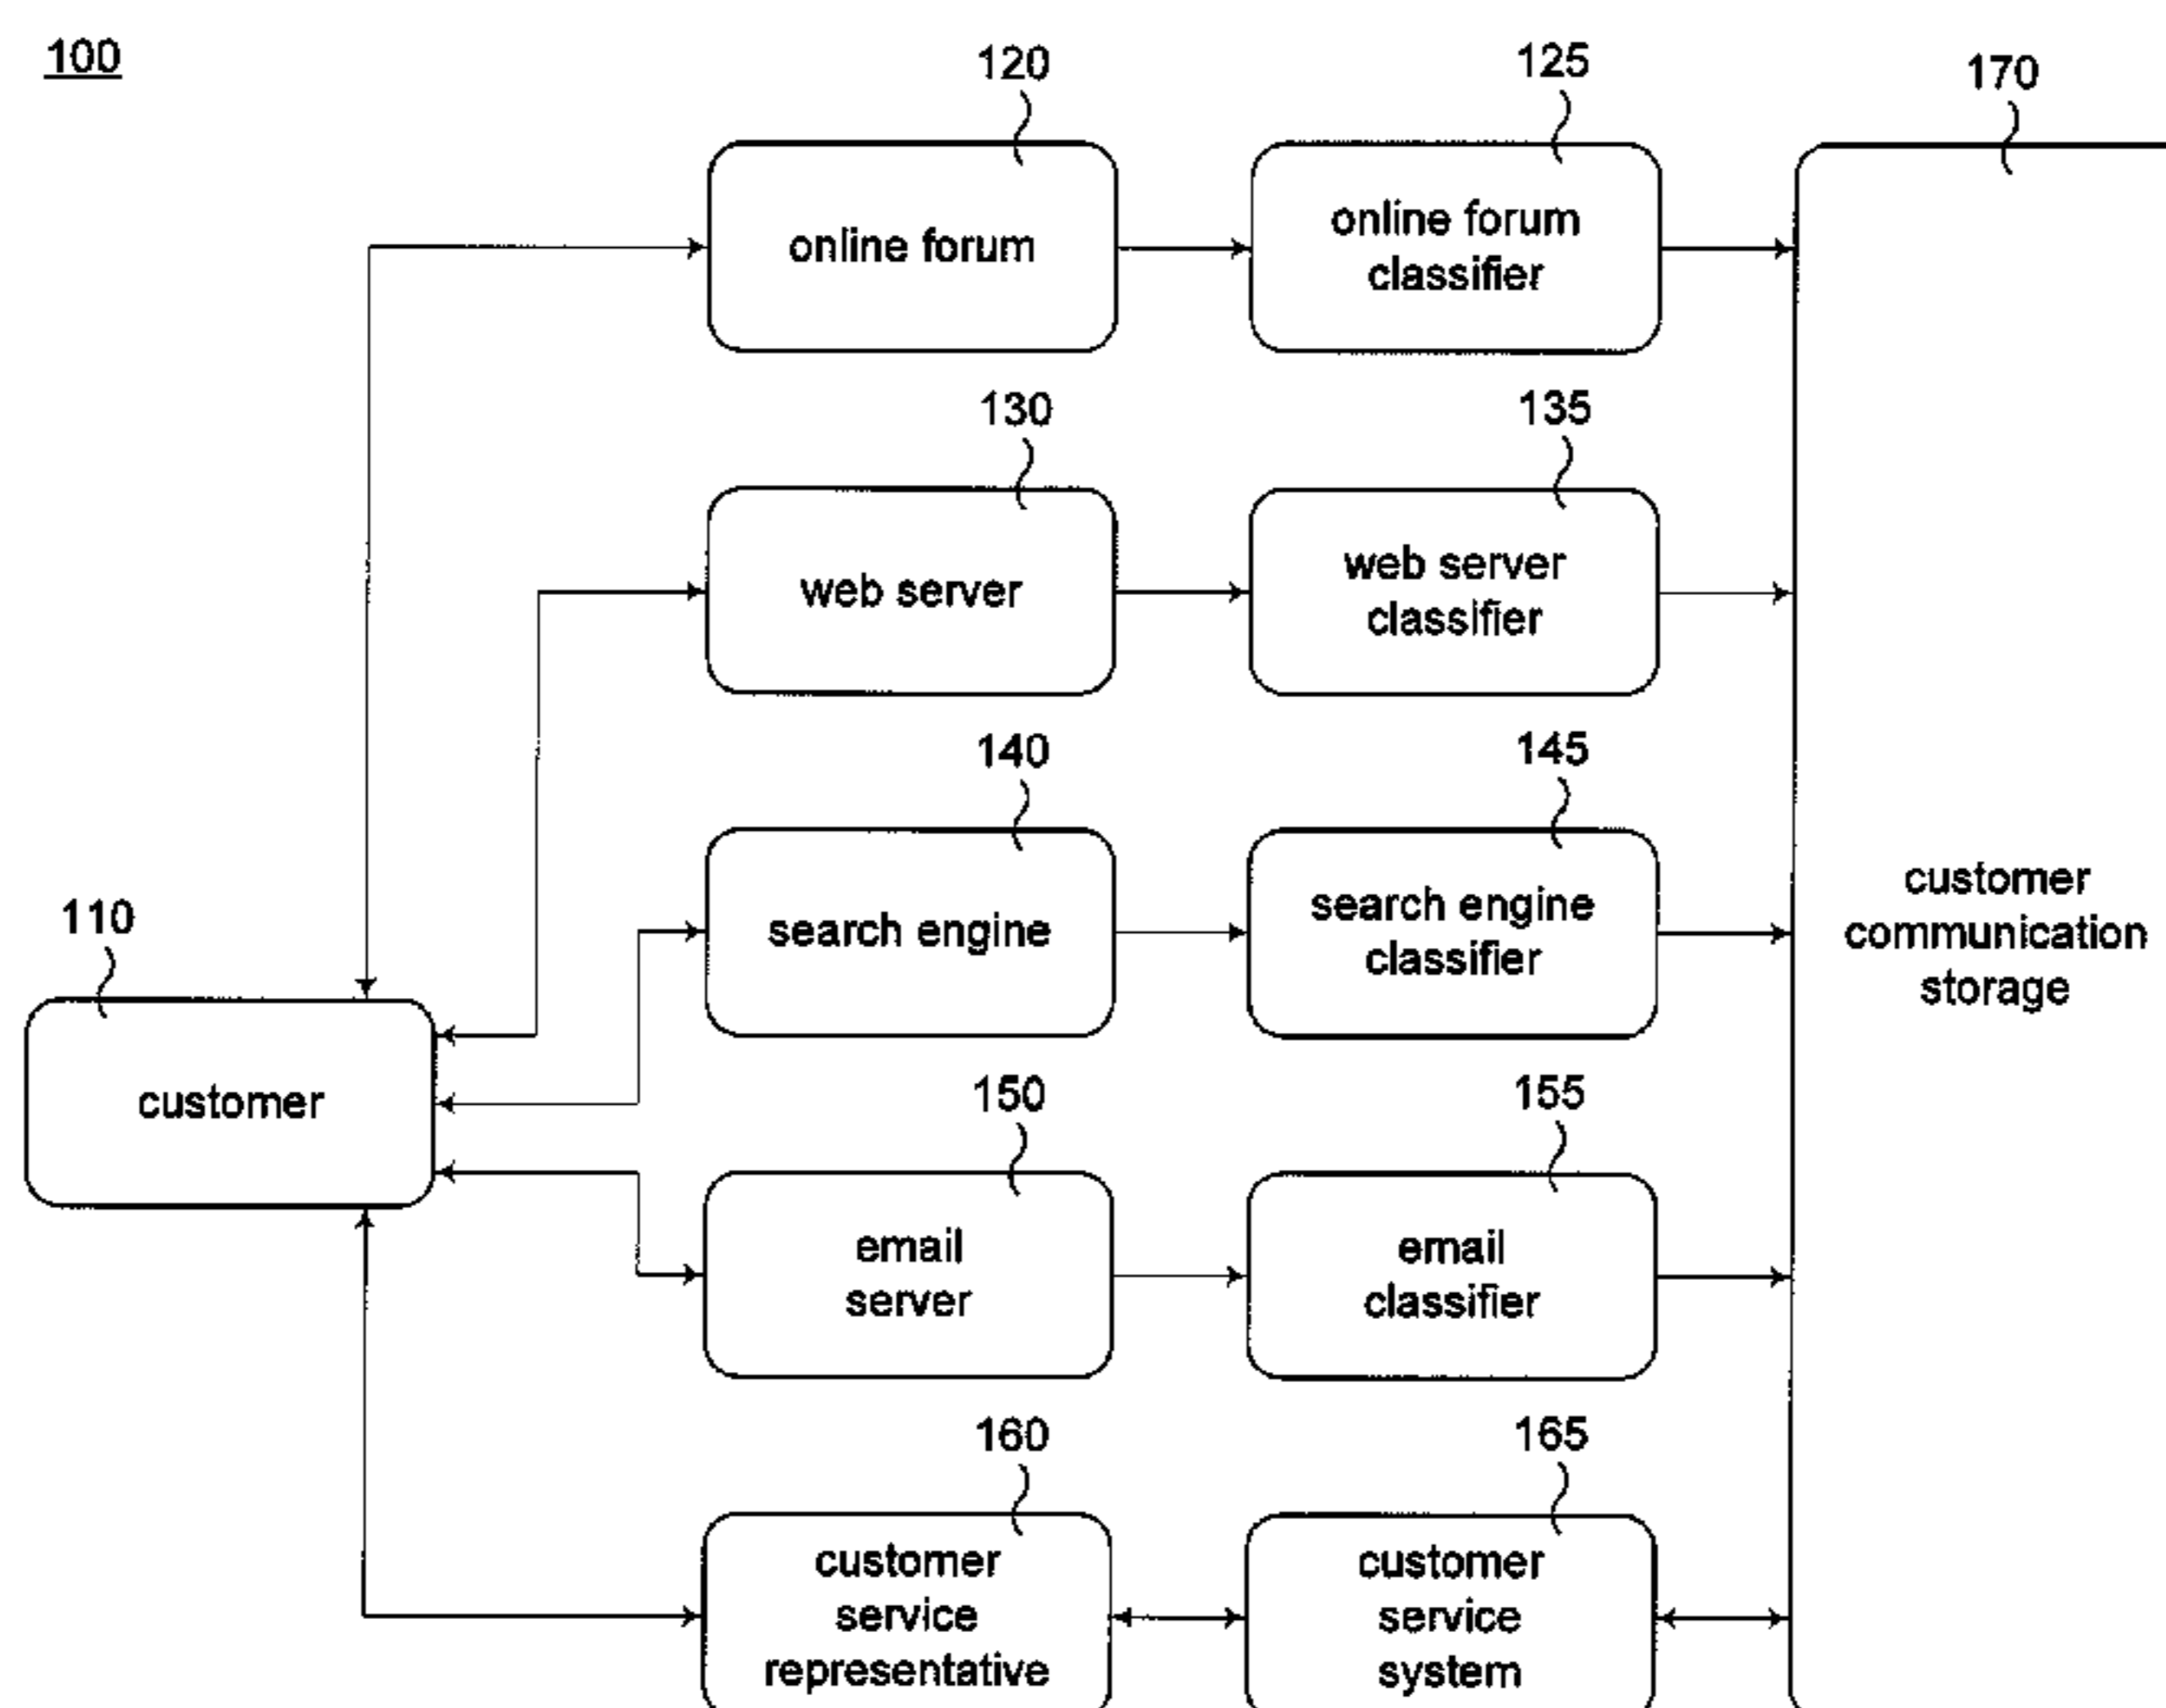 100
120
125
170
online forum
online forum
classifier
130
135
web server
web server
classifier
140
145
search engine
search engine
classifier
customer
communication
storage
110
customer
150
155
email
server
email
classifier
160
165
customer
service
representative
customer
service
system